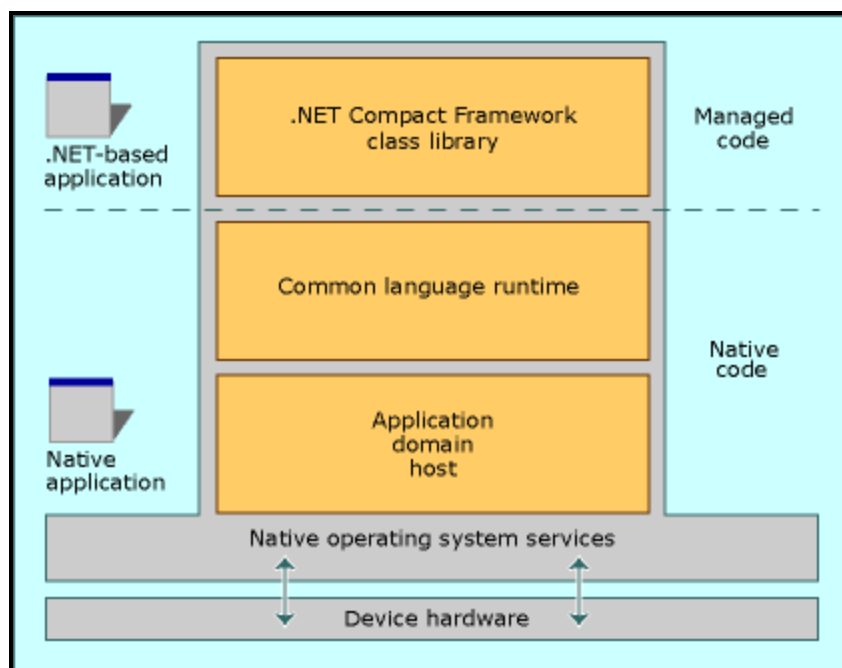 .NET Compact Framework
class library
Managed
code
.NET-based
application
Common language runtime
Native
code
Application
domain
host
Native
application
Native operating system services
Device hardware